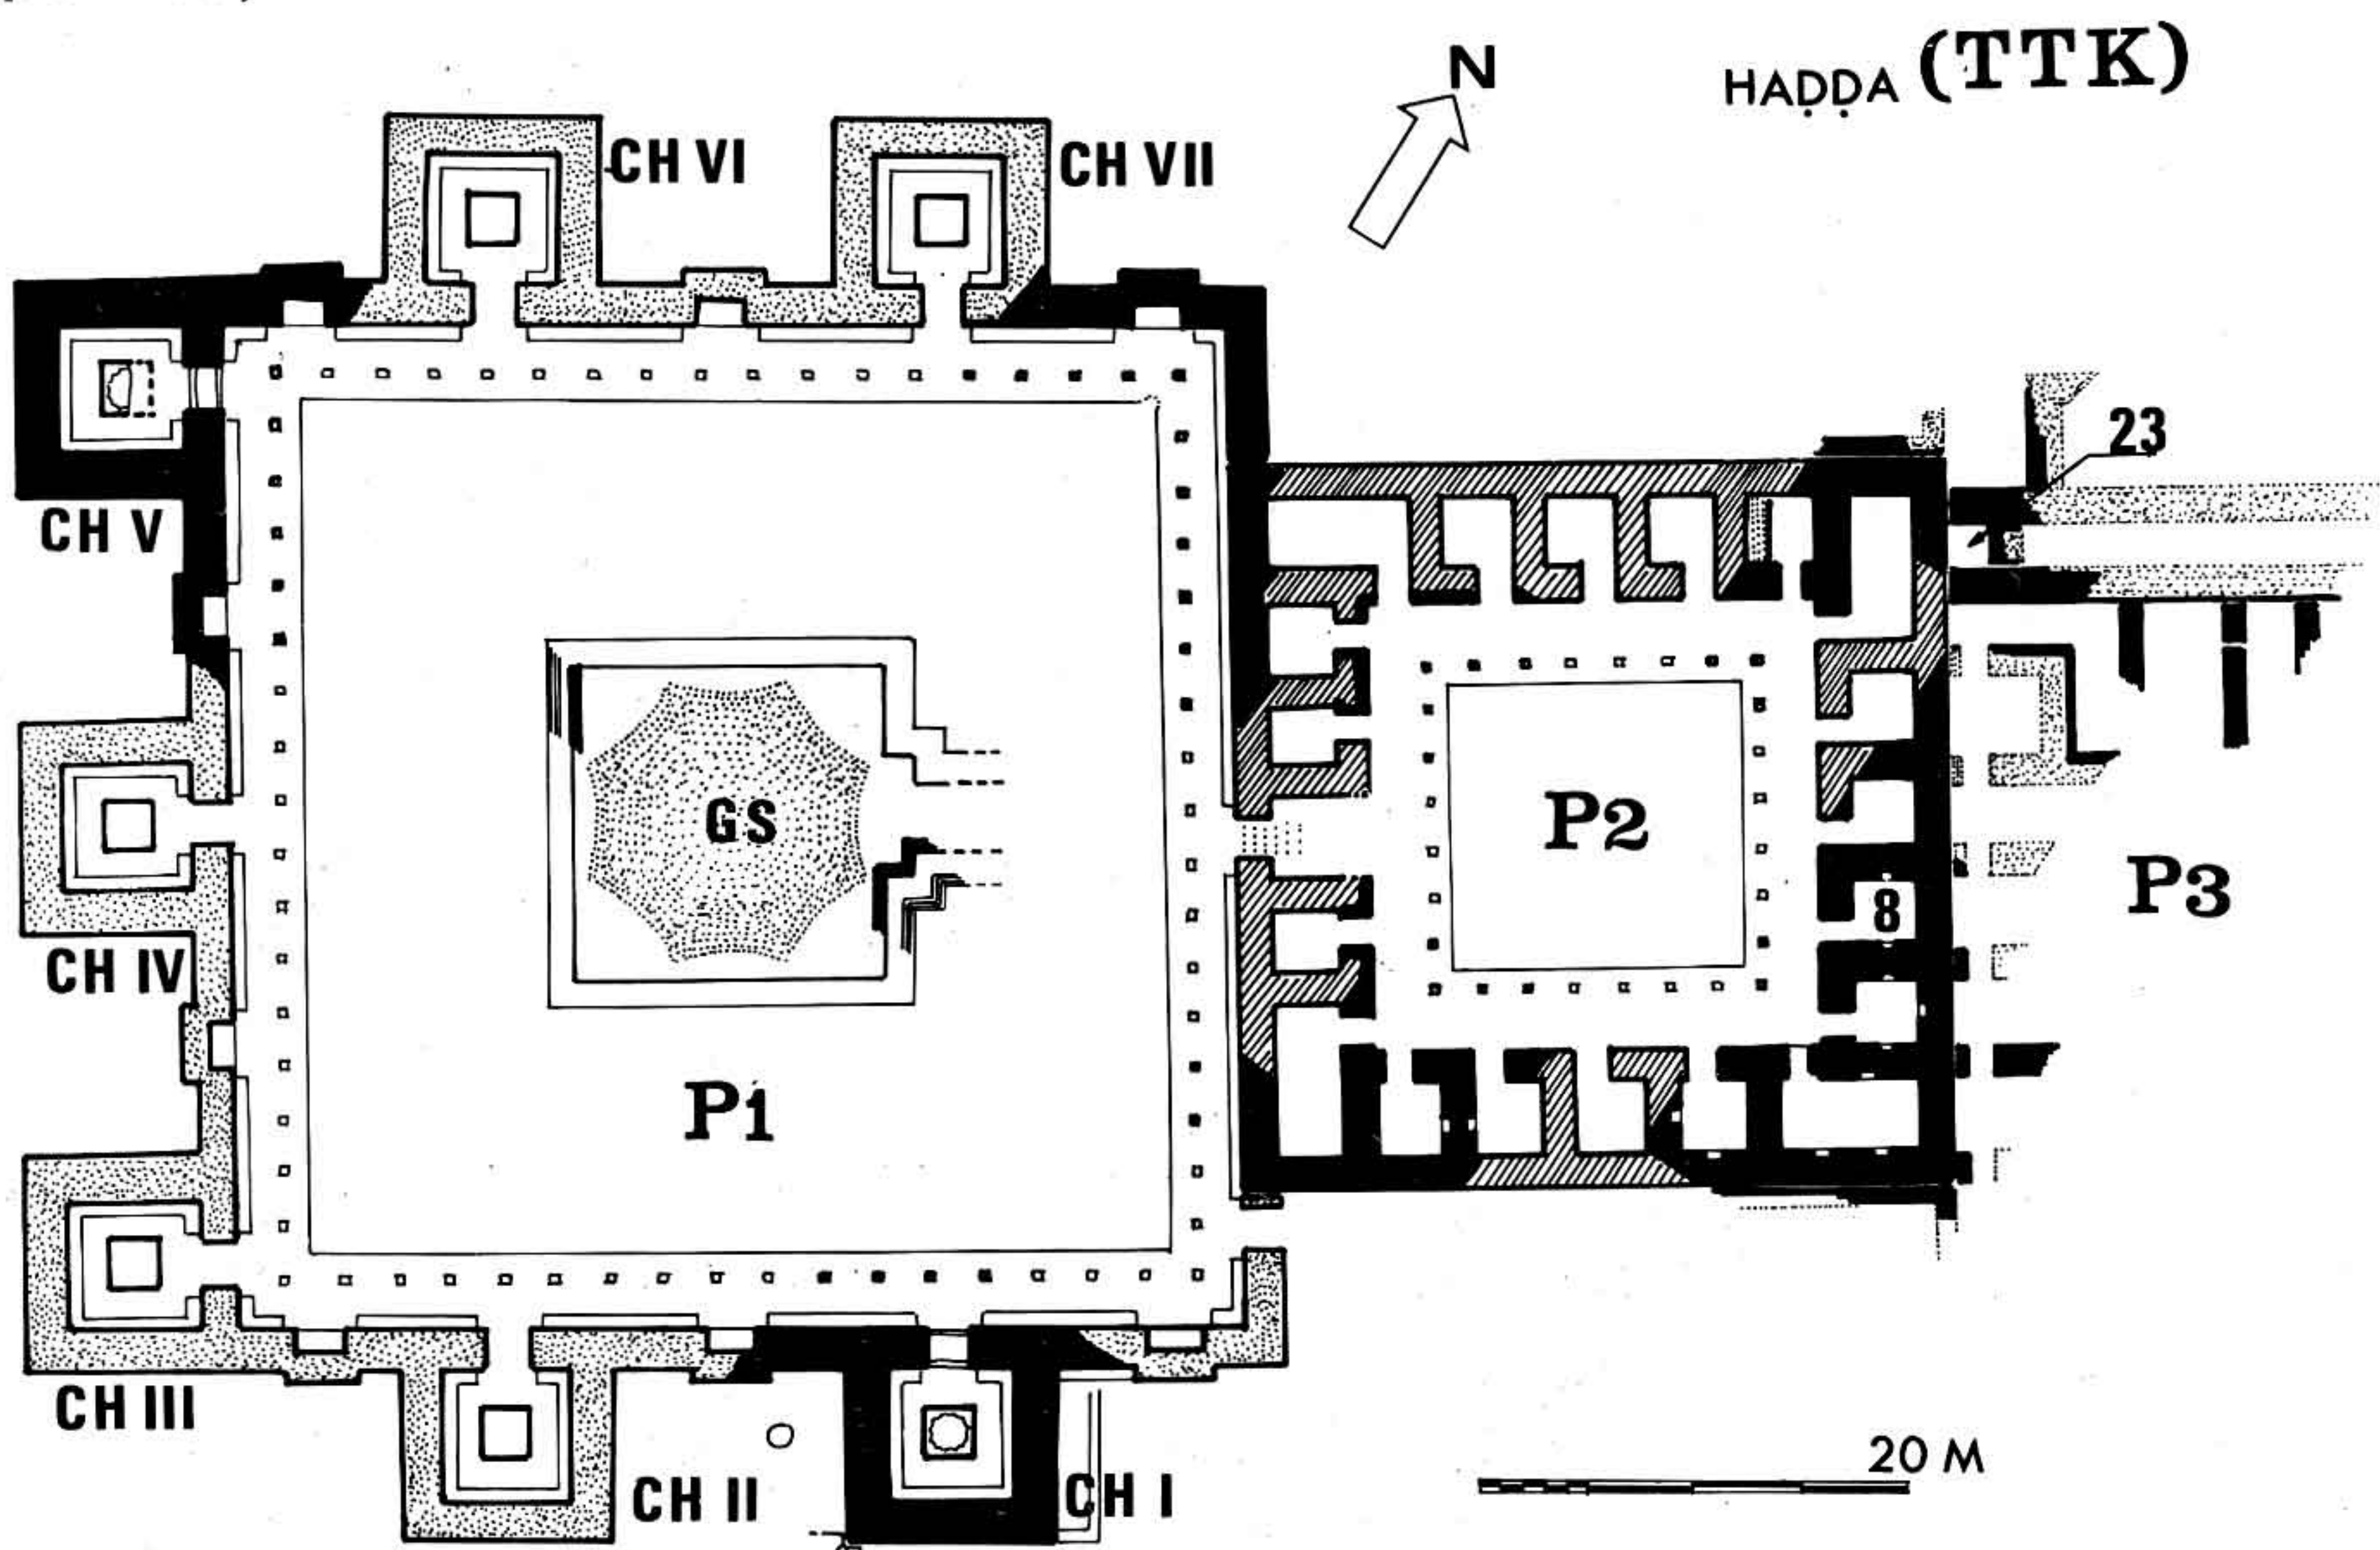 HAḌḌA (TTK)
N
CH VI
CH VII
23
CH V
GS
P2
P3
8
CH IV
P1
CH III
CH II
CH I
20 M